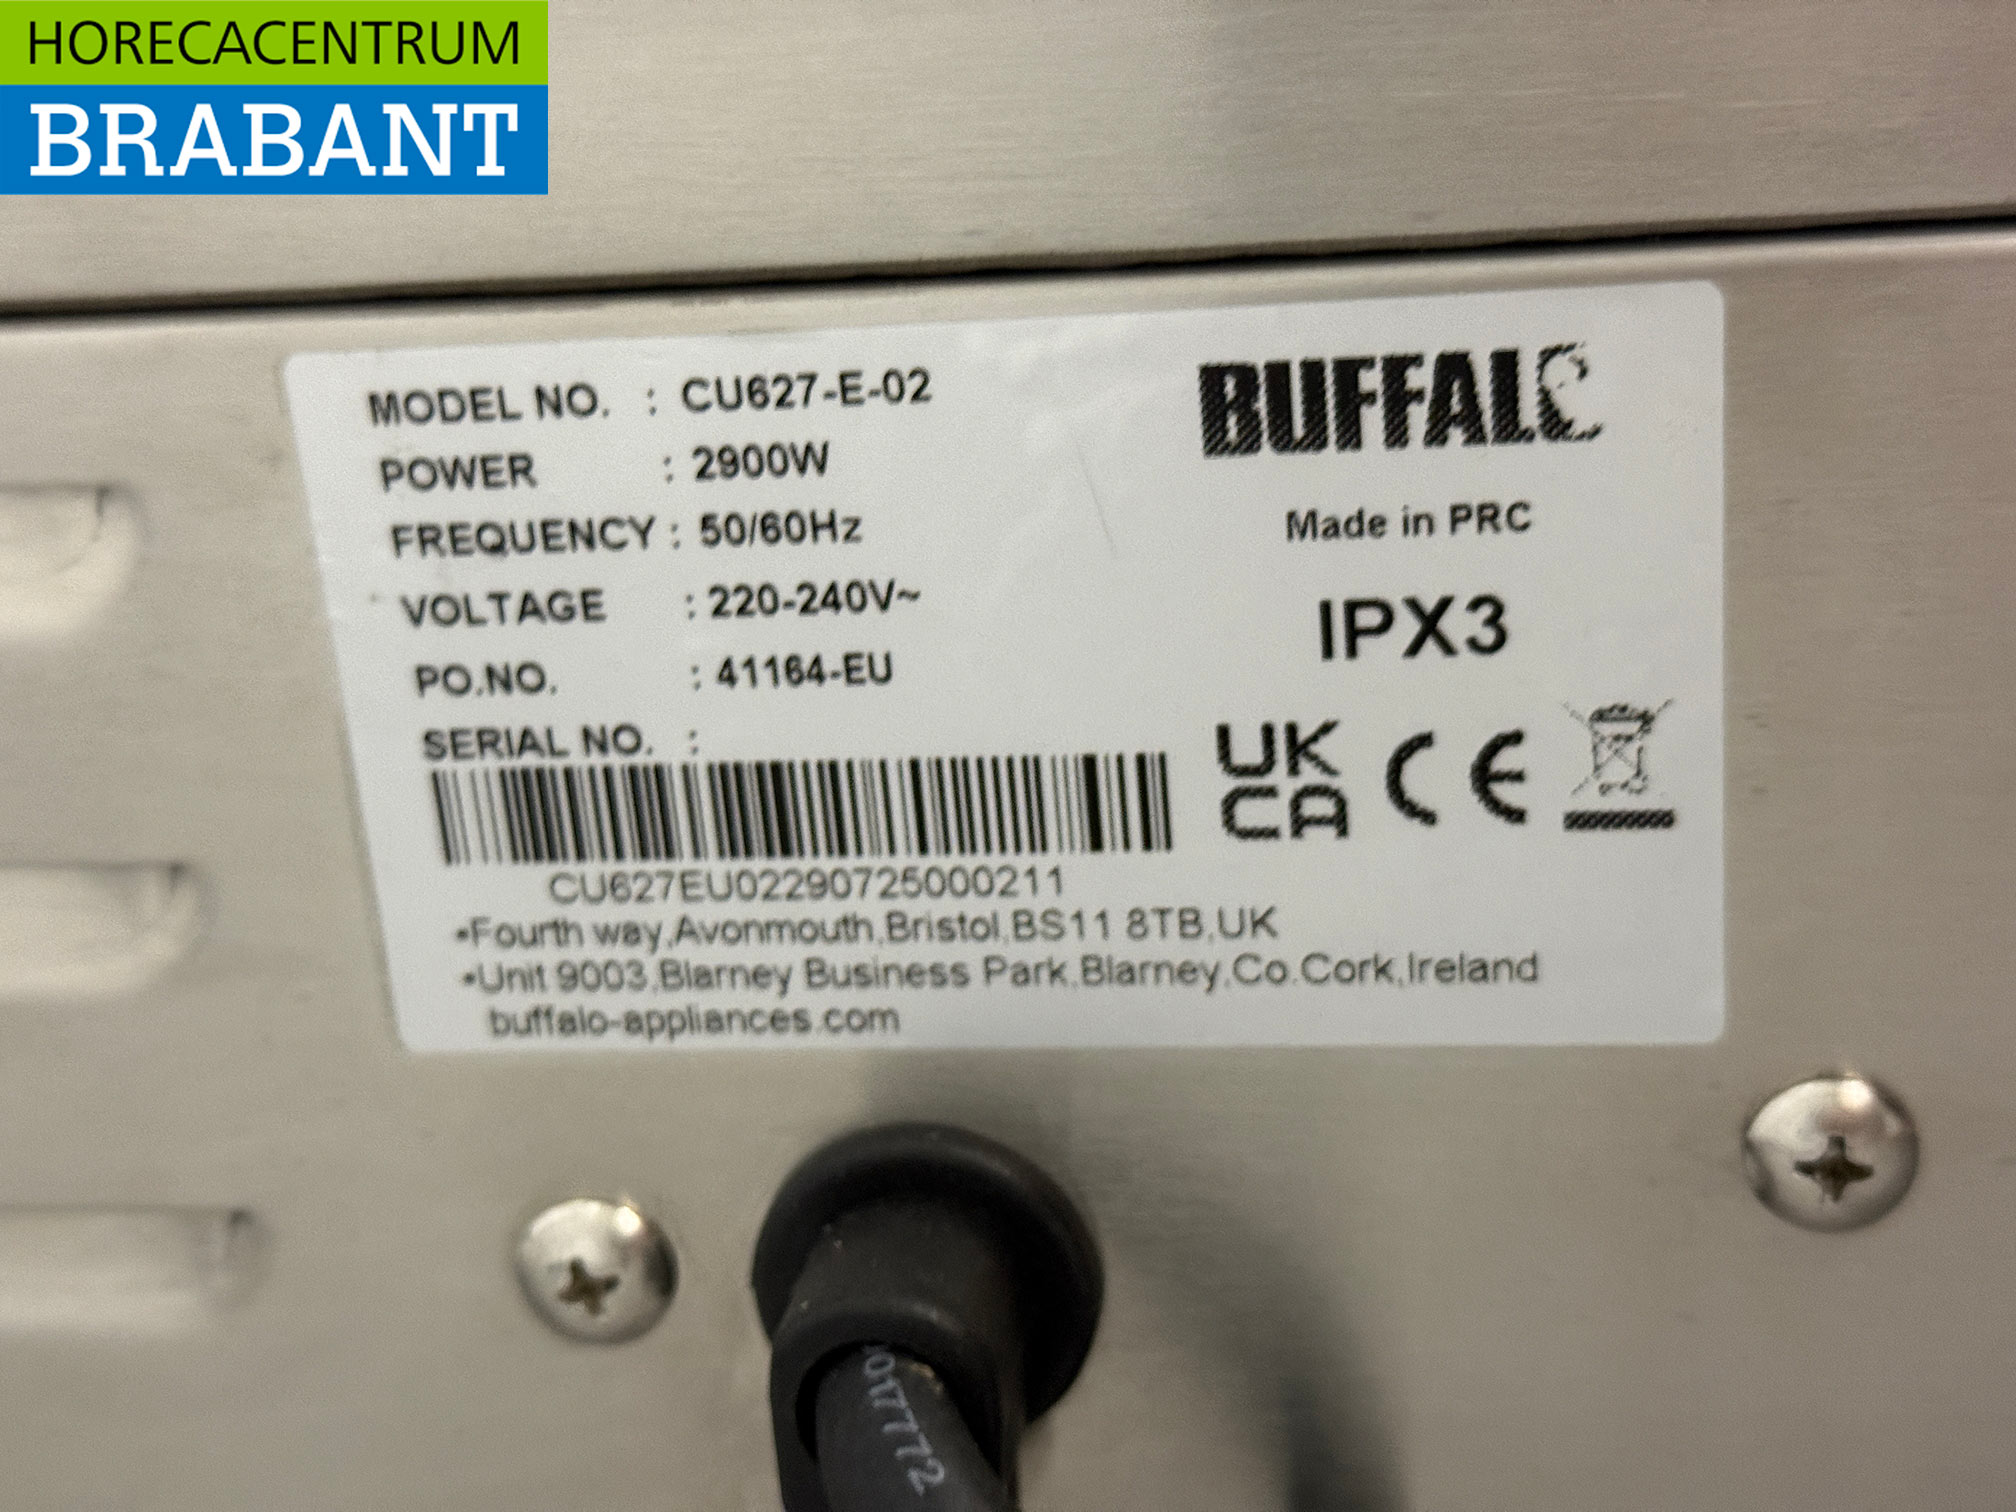 HORECACENTRUM
BRABANT
MODEL NO. : CU627-E-02
POWER : 2900W
FREQUENCY : 50/60Hz
VOLTAGE : 220-240V~
PO.NO. : 41164-EU
SERIAL NO. :
CU627EU02290725000211
•Fourth way,Avonmouth,Bristol,BS11 8TB,UK
•Unit 9003,Blarney Business Park,Blarney,Co.Cork,Ireland
buffalo-appliances.com
BUFFALO
Made in PRC
IPX3
UK
CA
CE
017772